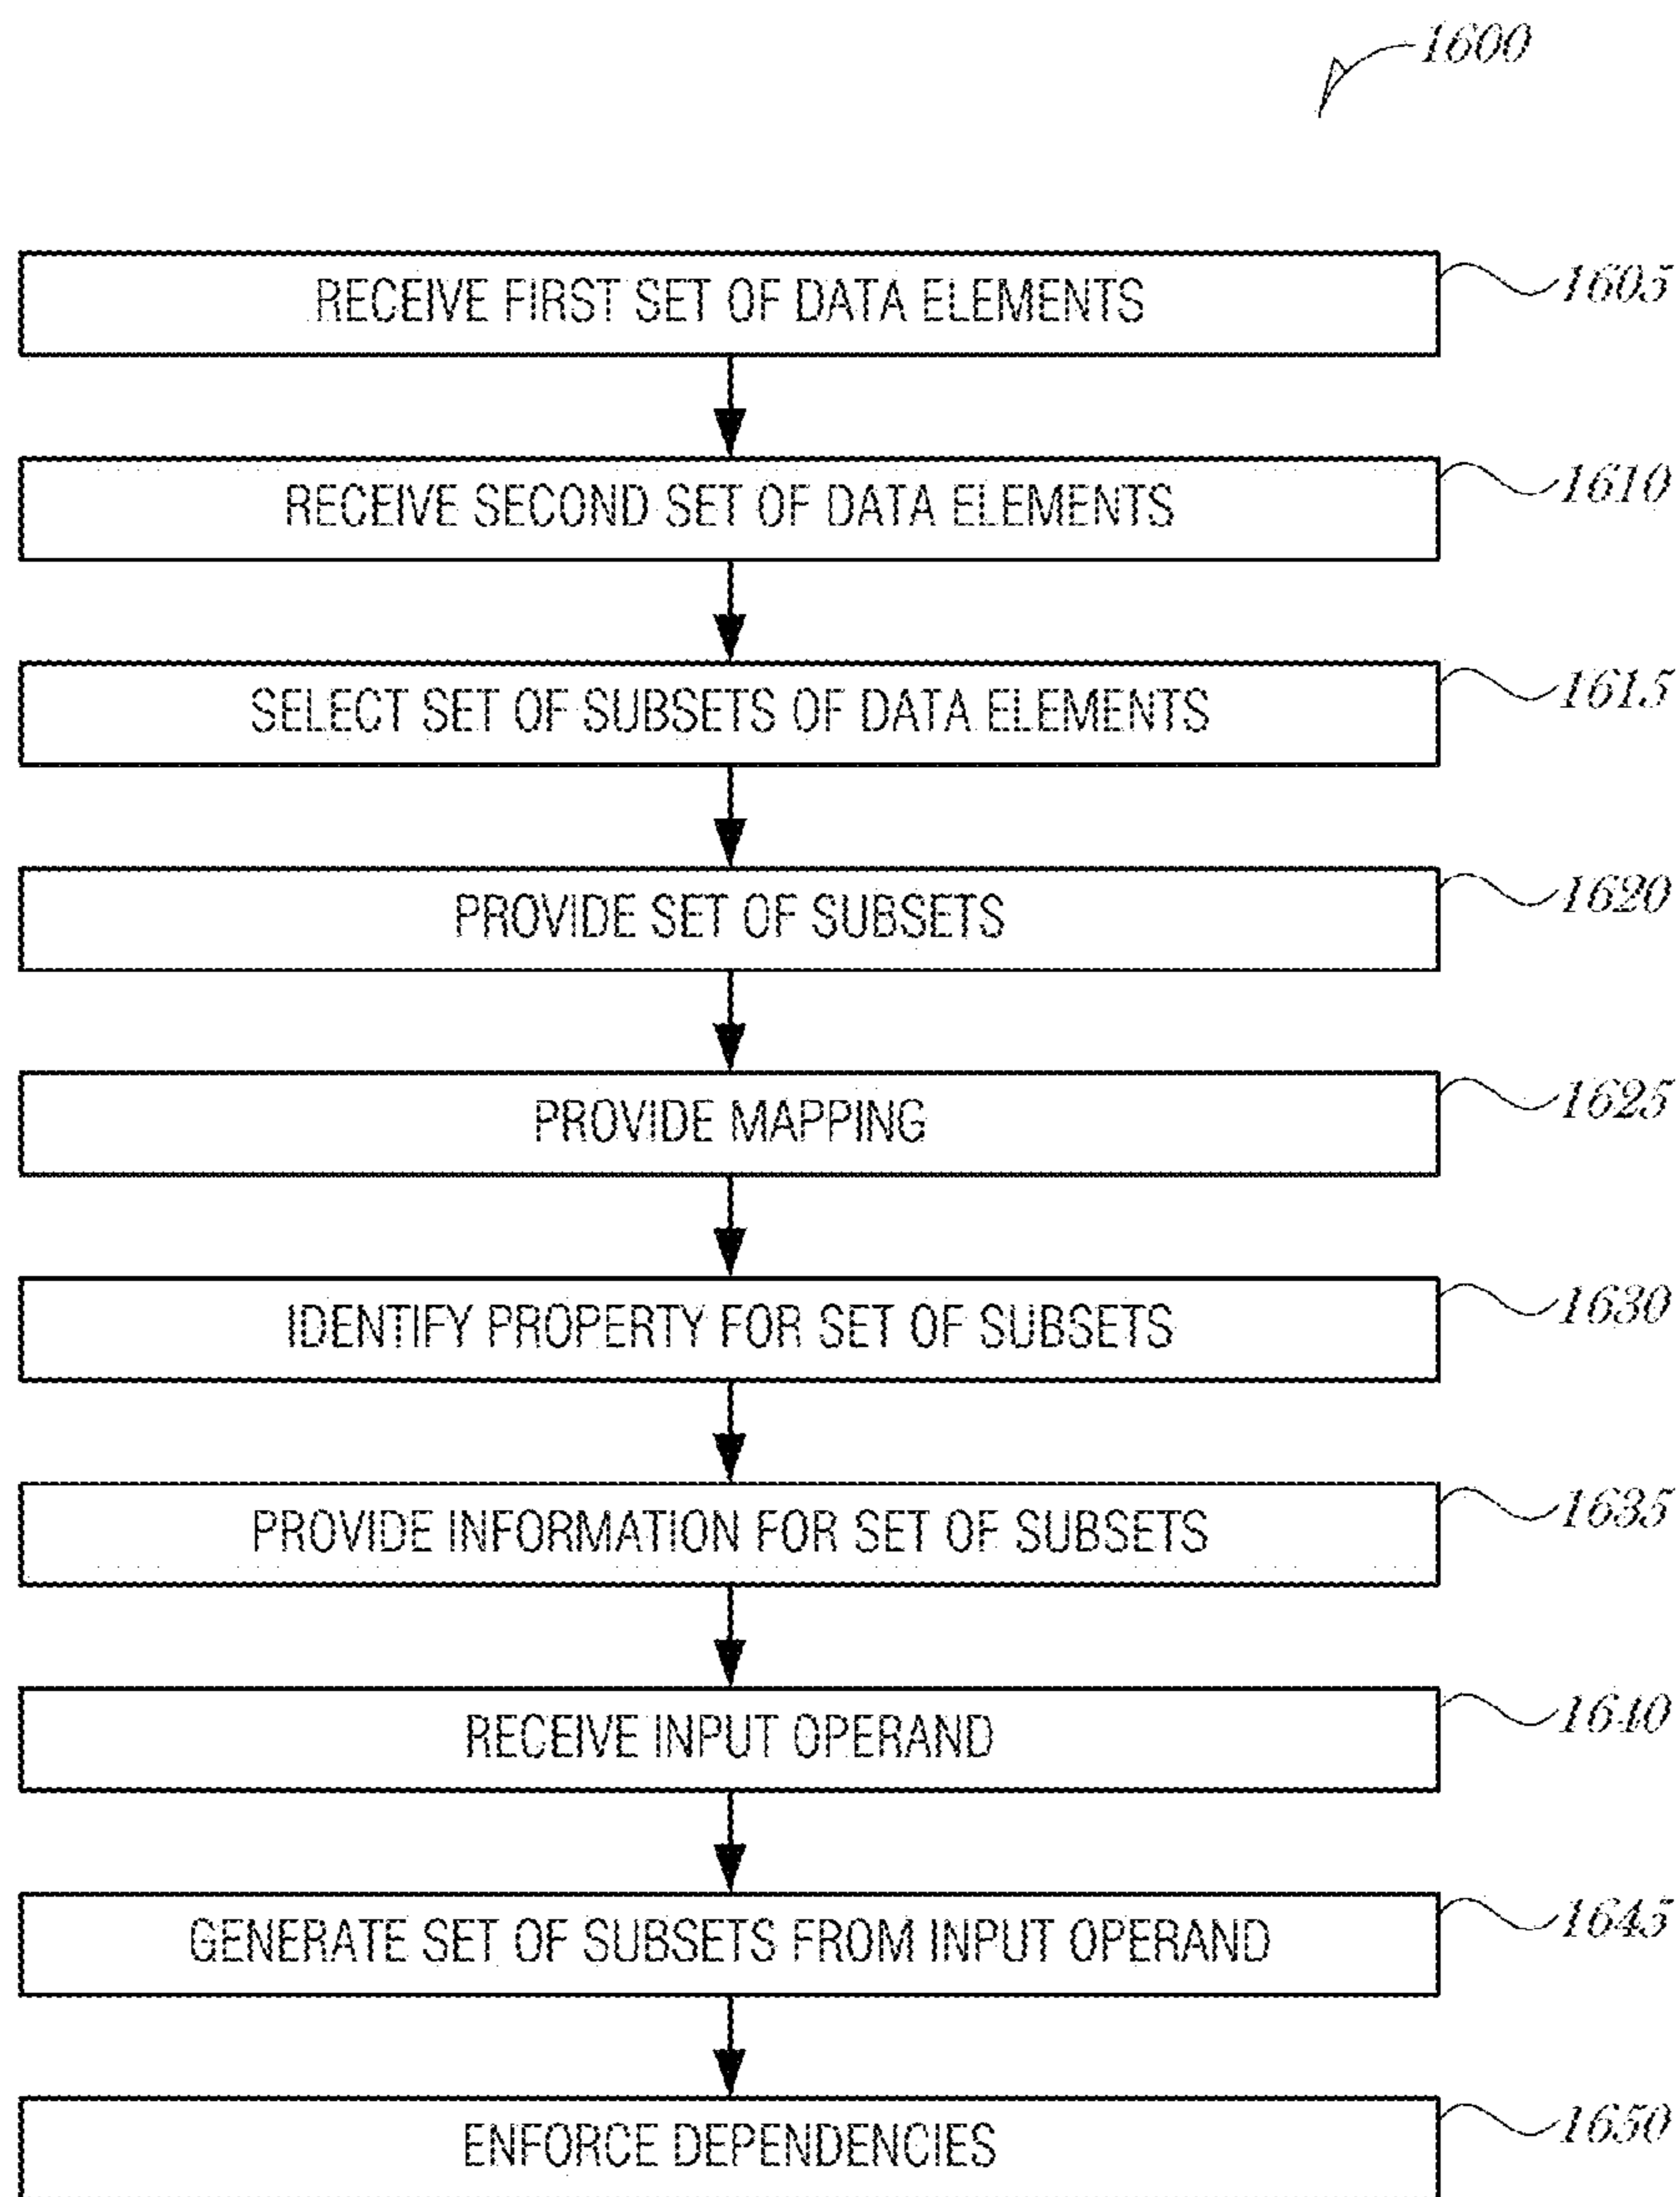 1600
RECEIVE FIRST SET OF DATA ELEMENTS
1605
RECEIVE SECOND SET OF DATA ELEMENTS
1610
SELECT SET OF SUBSETS OF DATA ELEMENTS
1615
PROVIDE SET OF SUBSETS
1620
PROVIDE MAPPING
1625
IDENTIFY PROPERTY FOR SET OF SUBSETS
1630
PROVIDE INFORMATION FOR SET OF SUBSETS
1635
RECEIVE INPUT OPERAND
1640
GENERATE SET OF SUBSETS FROM INPUT OPERAND
1645
ENFORCE DEPENDENCIES
1650